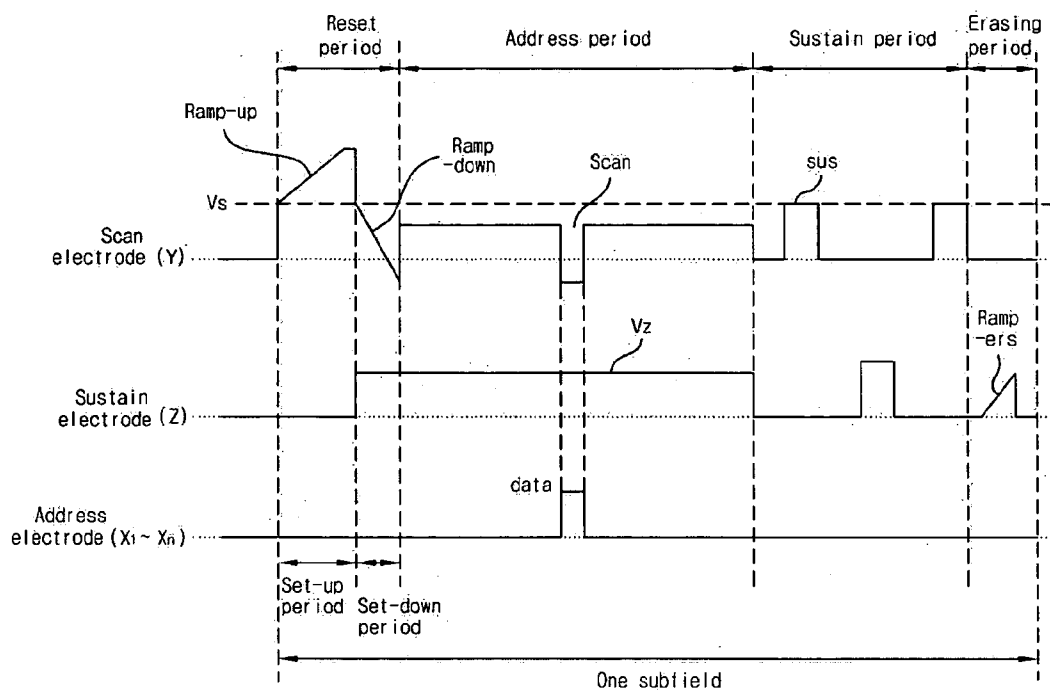 Reset
period
Address period
Sustain period
Erasing
period
Ramp-up
Ramp
-down
Scan
sus
Vs
Scan
electrode (Y)
Vz
Ramp
-ers
Sustain
electrode (Z)
data
Address
electrode (X1 ~ Xn)
Set-up
period
Set-down
period
One subfield